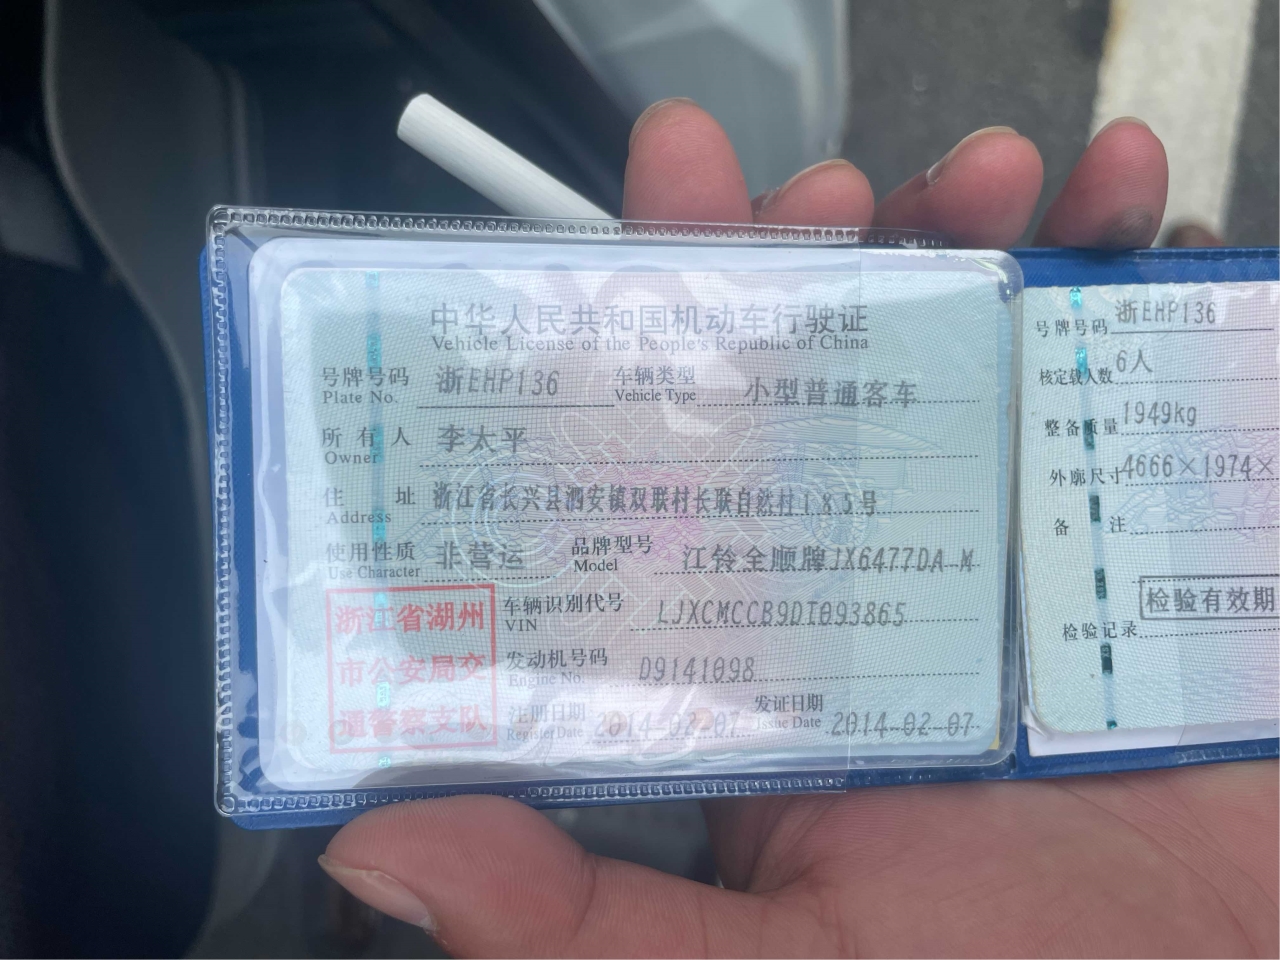 中华人民共和国机动车行驶证
Vehicle License of the People's Republic of China
号牌号码 浙EHP136 车辆类型 小型普通客车
Plate No. Vehicle Type
所有人 李太平
Owner
住址 浙江省长兴县泗安镇双联村长联自然村185号
Address
使用性质 非营运 品牌型号 江铃全顺牌JX6477DA-M
Use Character Model
浙江省湖州
市公安局交
通警察支队
车辆识别代号 LJXCMCCB9DT093865
VIN
发动机号码 D9141098
Engine No.
注册日期 2014-02-07 发证日期 2014-02-07
Register Date Issue Date
号牌号码 浙EHP136
核定载人数 6人
整备质量 1949kg
外廓尺寸 4666×1974×
备注
检验有效期
检验记录